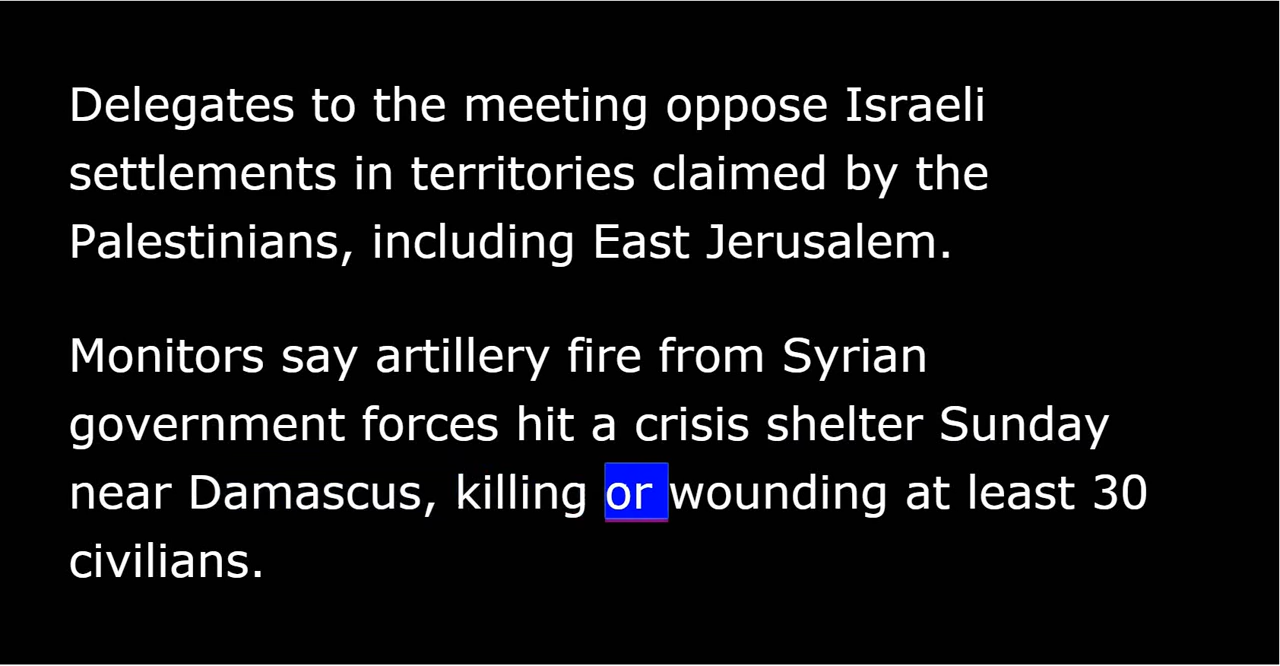 Delegates to the meeting oppose Israeli
settlements in territories claimed by the
Palestinians, including East Jerusalem.
Monitors say artillery fire from Syrian
government forces hit a crisis shelter Sunday
near Damascus, killing or wounding at least 30
civilians.